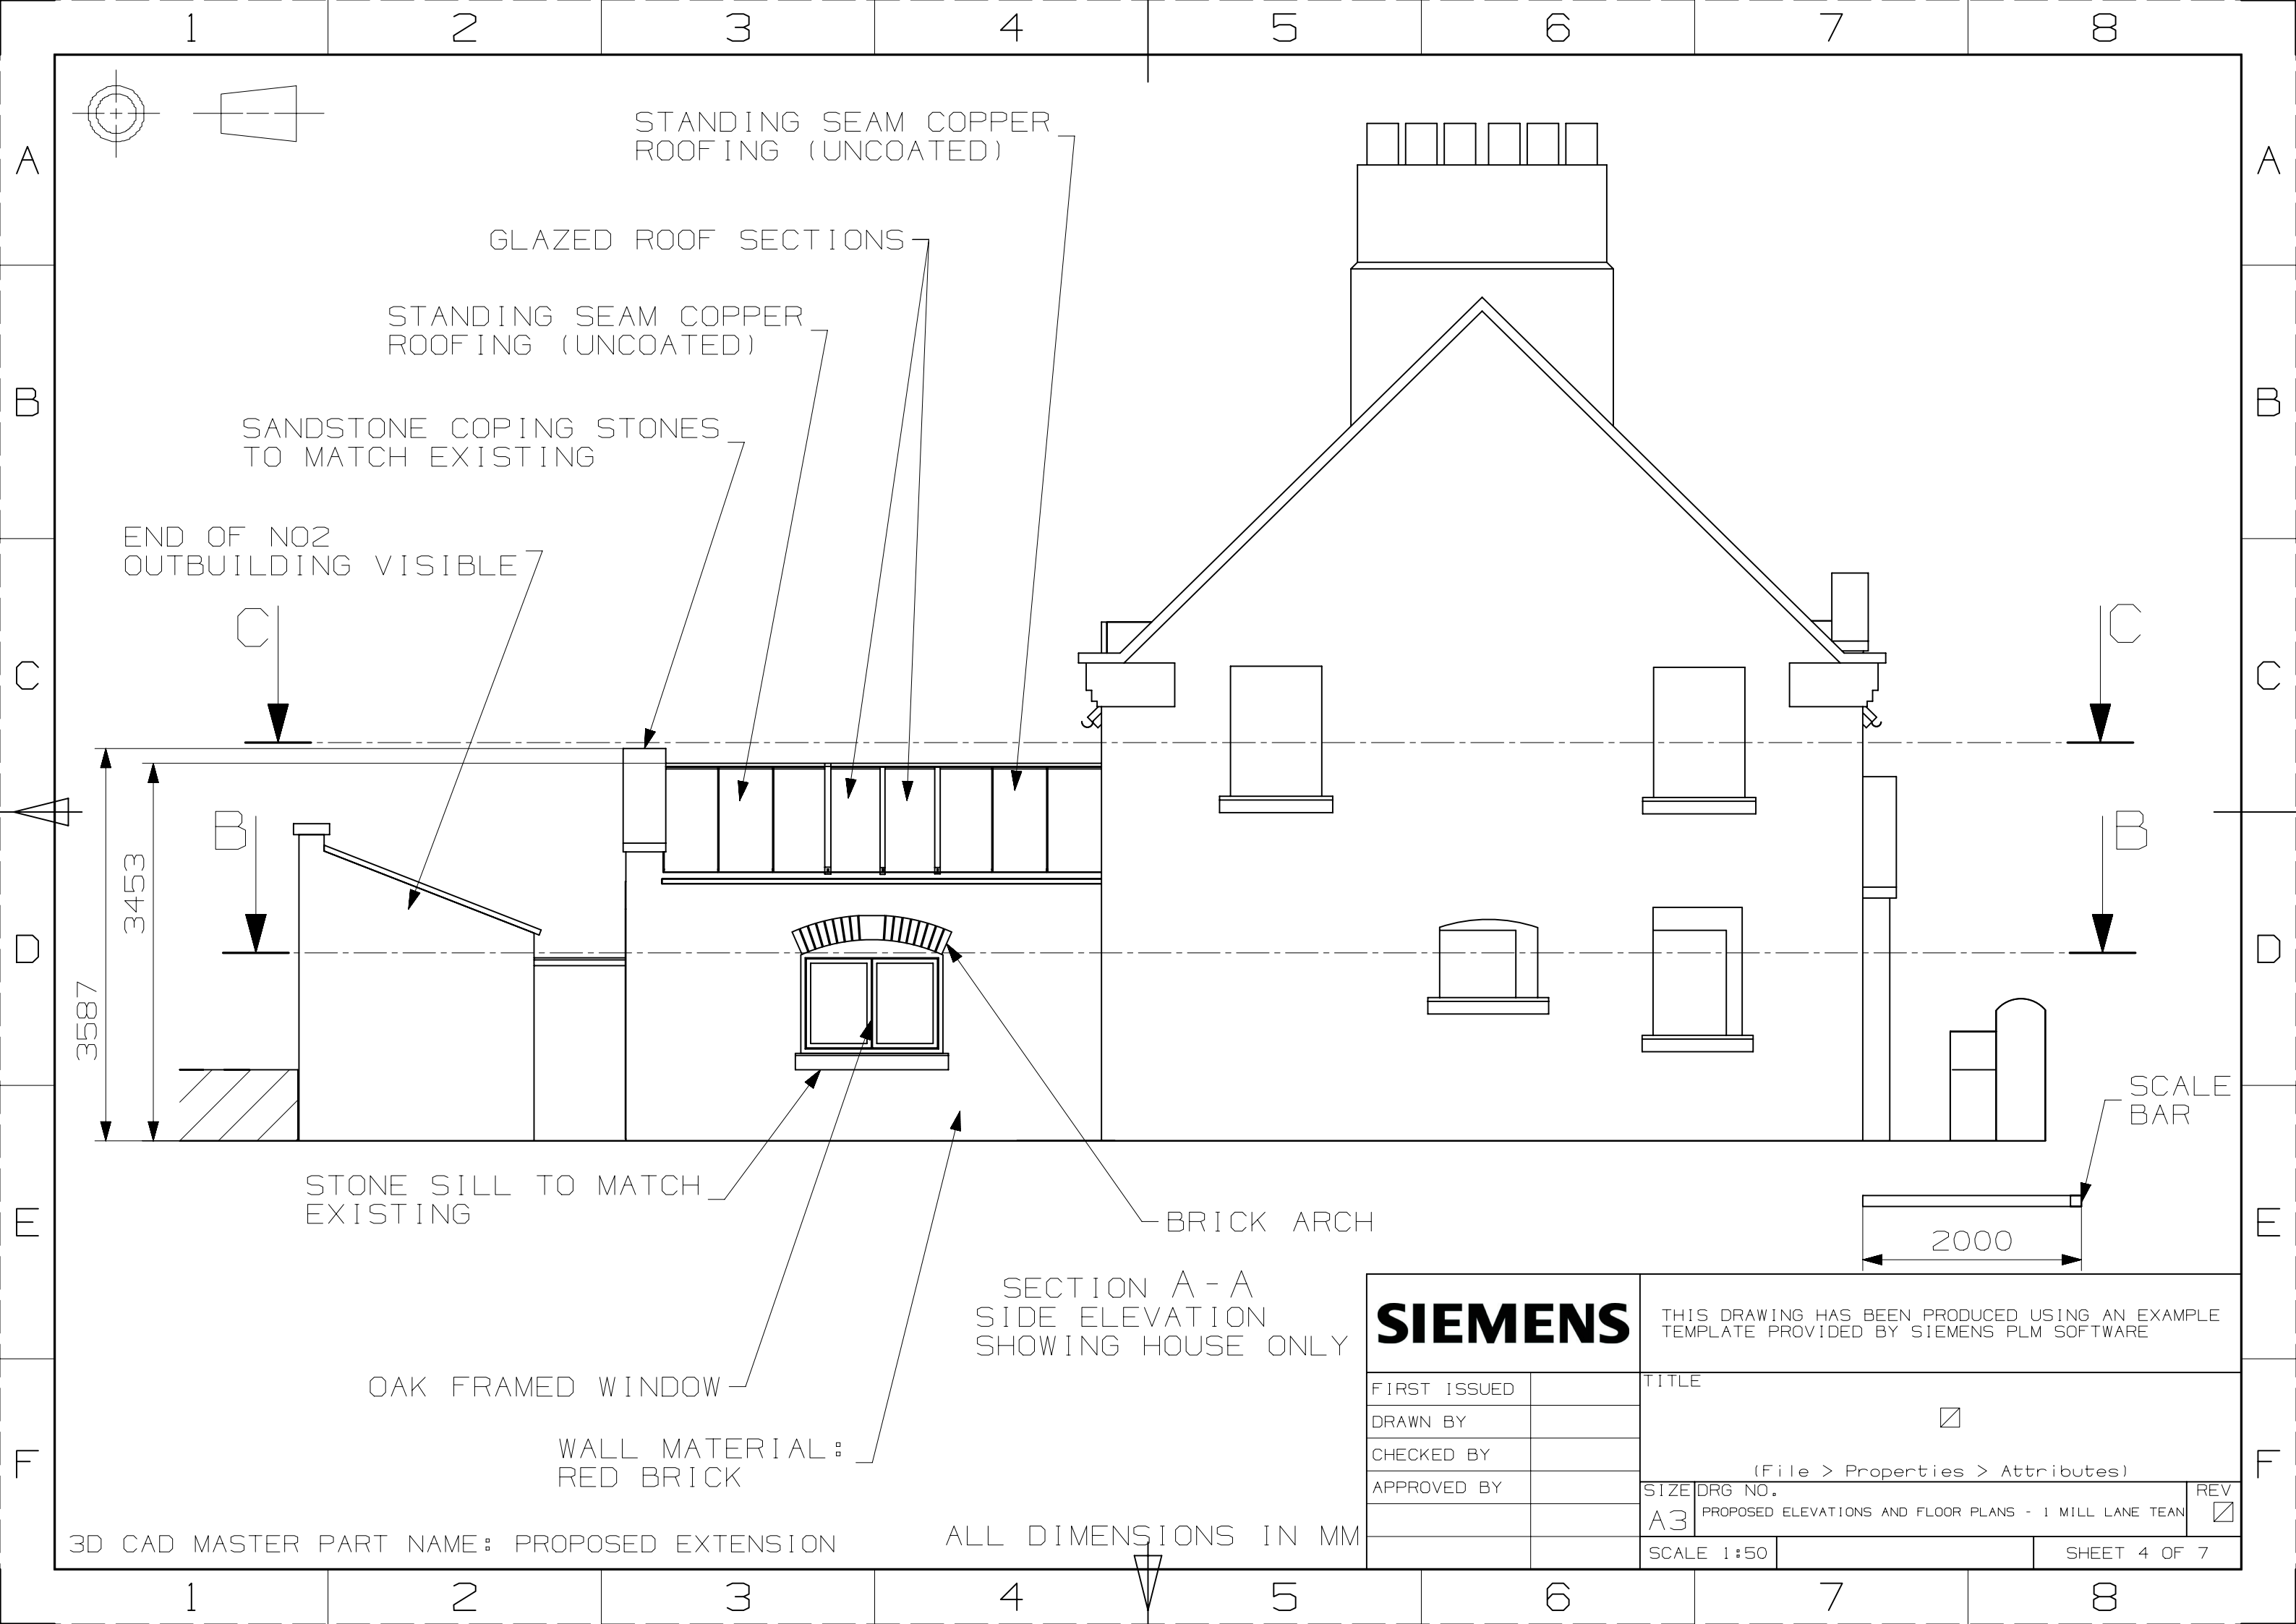 1 2 3 4 5 6 7 8
A A
STANDING SEAM COPPER
ROOFING (UNCOATED)
GLAZED ROOF SECTIONS
STANDING SEAM COPPER
ROOFING (UNCOATED)
B B
SANDSTONE COPING STONES
TO MATCH EXISTING
END OF NO2
OUTBUILDING VISIBLE
C C
C C
B B
3453
3587
D D
SCALE
BAR
STONE SILL TO MATCH
EXISTING
BRICK ARCH
E E
2000
SECTION A-A
SIDE ELEVATION
SHOWING HOUSE ONLY
OAK FRAMED WINDOW
WALL MATERIAL:
RED BRICK
F F
3D CAD MASTER PART NAME: PROPOSED EXTENSION
ALL DIMENSIONS IN MM
SIEMENS
THIS DRAWING HAS BEEN PRODUCED USING AN EXAMPLE
TEMPLATE PROVIDED BY SIEMENS PLM SOFTWARE
FIRST ISSUED
DRAWN BY
CHECKED BY
APPROVED BY
TITLE
(File > Properties > Attributes)
SIZE DRG NO. REV
A3 PROPOSED ELEVATIONS AND FLOOR PLANS - 1 MILL LANE TEAN
SCALE 1:50 SHEET 4 OF 7
1 2 3 4 5 6 7 8